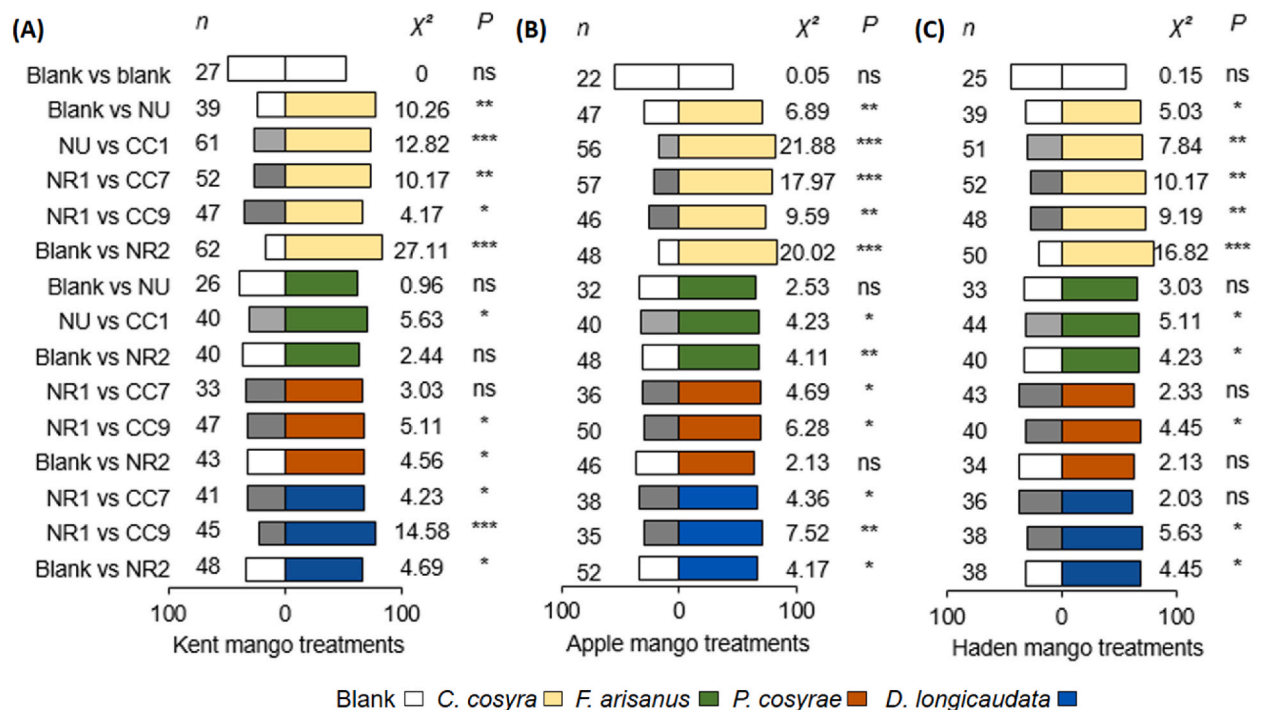 (A) n χ² P (B) n χ² P (C) n χ² P
Blank vs blank 27 0 ns 22 0.05 ns 25 0.15 ns
Blank vs NU 39 10.26 ** 47 6.89 ** 39 5.03 *
NU vs CC1 61 12.82 *** 56 21.88 *** 51 7.84 **
NR1 vs CC7 52 10.17 ** 57 17.97 *** 52 10.17 **
NR1 vs CC9 47 4.17 * 46 9.59 ** 48 9.19 **
Blank vs NR2 62 27.11 *** 48 20.02 *** 50 16.82 ***
Blank vs NU 26 0.96 ns 32 2.53 ns 33 3.03 ns
NU vs CC1 40 5.63 * 40 4.23 * 44 5.11 *
Blank vs NR2 40 2.44 ns 48 4.11 ** 40 4.23 *
NR1 vs CC7 33 3.03 ns 36 4.69 * 43 2.33 ns
NR1 vs CC9 47 5.11 * 50 6.28 * 40 4.45 *
Blank vs NR2 43 4.56 * 46 2.13 ns 34 2.13 ns
NR1 vs CC7 41 4.23 * 38 4.36 * 36 2.03 ns
NR1 vs CC9 45 14.58 *** 35 7.52 ** 38 5.63 *
Blank vs NR2 48 4.69 * 52 4.17 * 38 4.45 *
100 0 100 100 0 100 100 0 100
Kent mango treatments Apple mango treatments Haden mango treatments
Blank C. cosyra F. arisanus P. cosyrae D. longicaudata